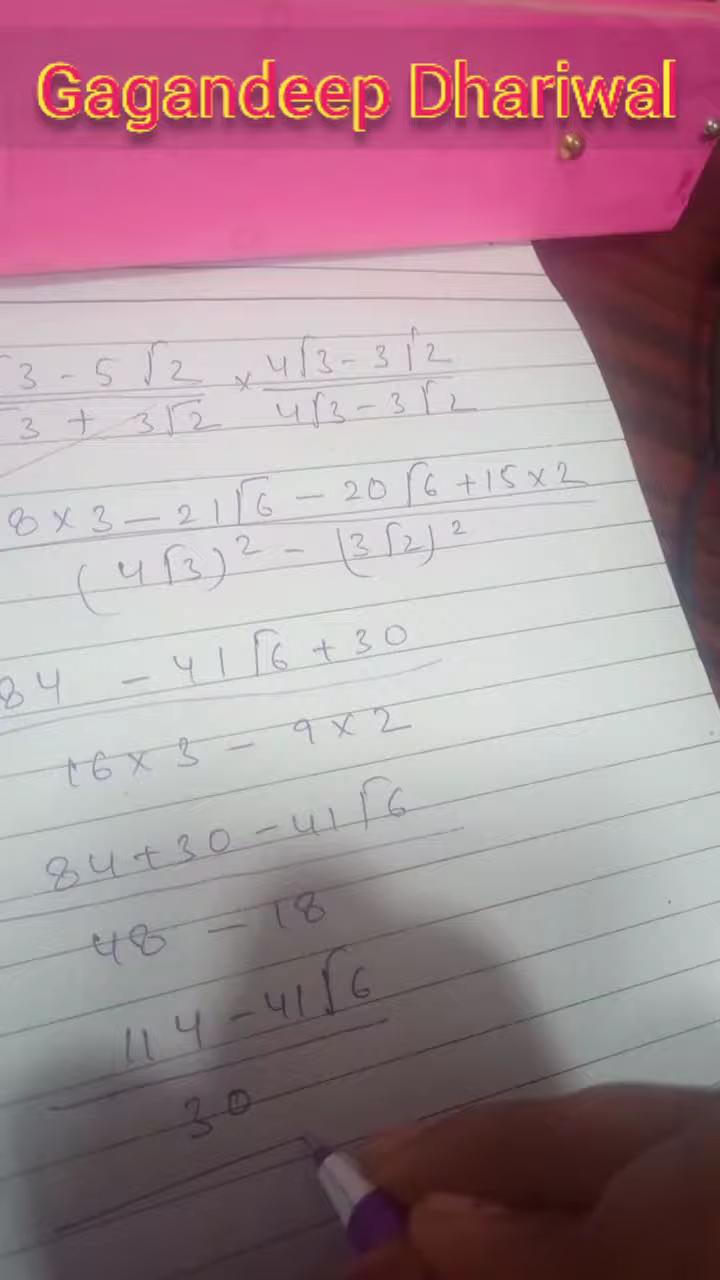 Gagandeep Dhariwal
√3 - 5√2 × 4√3 - 3√2
√3 + 3√2   4√3 - 3√2
8 × 3 - 21√6 - 20√6 + 15 × 2
(4√3)² - (3√2)²
84 - 41√6 + 30
16 × 3 - 9 × 2
84 + 30 - 41√6
48 - 18
114 - 41√6
30